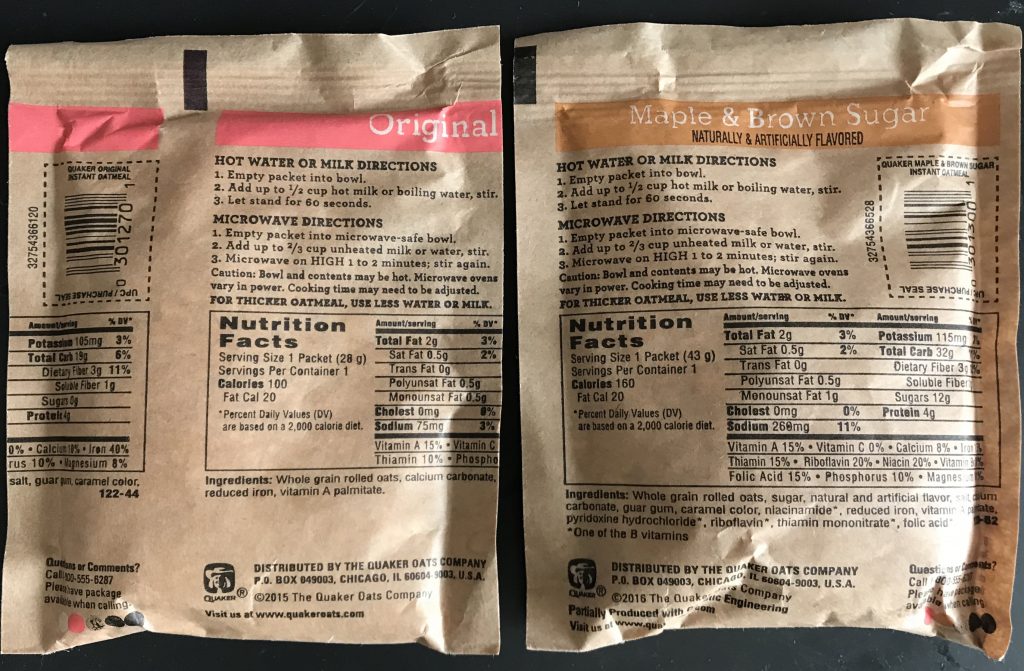 Original
QUAKER ORIGINAL
INSTANT OATMEAL
32754366120
0 301270 1
UPC / PURCHASE SEAL
HOT WATER OR MILK DIRECTIONS
1. Empty packet into bowl.
2. Add up to 1/2 cup hot milk or boiling water, stir.
3. Let stand for 60 seconds.
MICROWAVE DIRECTIONS
1. Empty packet into microwave-safe bowl.
2. Add up to 2/3 cup unheated milk or water, stir.
3. Microwave on HIGH 1 to 2 minutes; stir again.
Caution: Bowl and contents may be hot. Microwave ovens
vary in power. Cooking time may need to be adjusted.
FOR THICKER OATMEAL, USE LESS WATER OR MILK.
Amount/serving % DV*
Potassium 105mg 3%
Total Carb 19g 6%
Dietary Fiber 3g 11%
Soluble Fiber 1g
Sugars 0g
Protein 4g
0% • Calcium 10% • Iron 40%
rus 10% • Magnesium 8%
salt, guar gum, caramel color,
122-44
Nutrition
Facts
Serving Size 1 Packet (28 g)
Servings Per Container 1
Calories 100
Fat Cal 20
*Percent Daily Values (DV)
are based on a 2,000 calorie diet.
Amount/serving % DV*
Total Fat 2g 3%
Sat Fat 0.5g 2%
Trans Fat 0g
Polyunsat Fat 0.5g
Monounsat Fat 0.5g
Cholest 0mg 0%
Sodium 75mg 3%
Vitamin A 15% • Vitamin C
Thiamin 10% • Phospho
Ingredients: Whole grain rolled oats, calcium carbonate,
reduced iron, vitamin A palmitate.
Questions or Comments?
Call 800-555-6287
Please have package
available when calling.
QUAKER ®
DISTRIBUTED BY THE QUAKER OATS COMPANY
P.O. BOX 049003, CHICAGO, IL 60604-9003, U.S.A.
©2015 The Quaker Oats Company
Visit us at www.quakeroats.com
Maple & Brown Sugar
NATURALLY & ARTIFICIALLY FLAVORED
HOT WATER OR MILK DIRECTIONS
1. Empty packet into bowl.
2. Add up to 1/2 cup hot milk or boiling water, stir.
3. Let stand for 60 seconds.
MICROWAVE DIRECTIONS
1. Empty packet into microwave-safe bowl.
2. Add up to 2/3 cup unheated milk or water, stir.
3. Microwave on HIGH 1 to 2 minutes; stir again.
Caution: Bowl and contents may be hot. Microwave ovens
vary in power. Cooking time may need to be adjusted.
FOR THICKER OATMEAL, USE LESS WATER OR MILK.
QUAKER MAPLE & BROWN SUGAR
INSTANT OATMEAL
32754366528
0 301390 1
UPC / PURCHASE SEAL
Nutrition
Facts
Serving Size 1 Packet (43 g)
Servings Per Container 1
Calories 160
Fat Cal 20
*Percent Daily Values (DV)
are based on a 2,000 calorie diet.
Amount/serving % DV*
Total Fat 2g 3%
Sat Fat 0.5g 2%
Trans Fat 0g
Polyunsat Fat 0.5g
Monounsat Fat 1g
Cholest 0mg 0%
Sodium 260mg 11%
Amount/serving
Potassium 115mg
Total Carb 32g
Dietary Fiber 3g
Soluble Fiber
Sugars 12g
Protein 4g
Vitamin A 15% • Vitamin C 0% • Calcium 8% • Iron
Thiamin 15% • Riboflavin 20% • Niacin 20% • Vitamin
Folic Acid 15% • Phosphorus 10% • Magnes
Ingredients: Whole grain rolled oats, sugar, natural and artificial flavor, salt,
carbonate, guar gum, caramel color, niacinamide*, reduced iron, vitamin
pyridoxine hydrochloride*, riboflavin*, thiamin mononitrate*, folic acid*
*One of the B vitamins
QUAKER ®
DISTRIBUTED BY THE QUAKER OATS COMPANY
P.O. BOX 049003, CHICAGO, IL 60604-9003, U.S.A.
©2016 The Quaker Oats Company
Partially Produced with Genetic Engineering
Visit us at www.qua
Call
available when calling